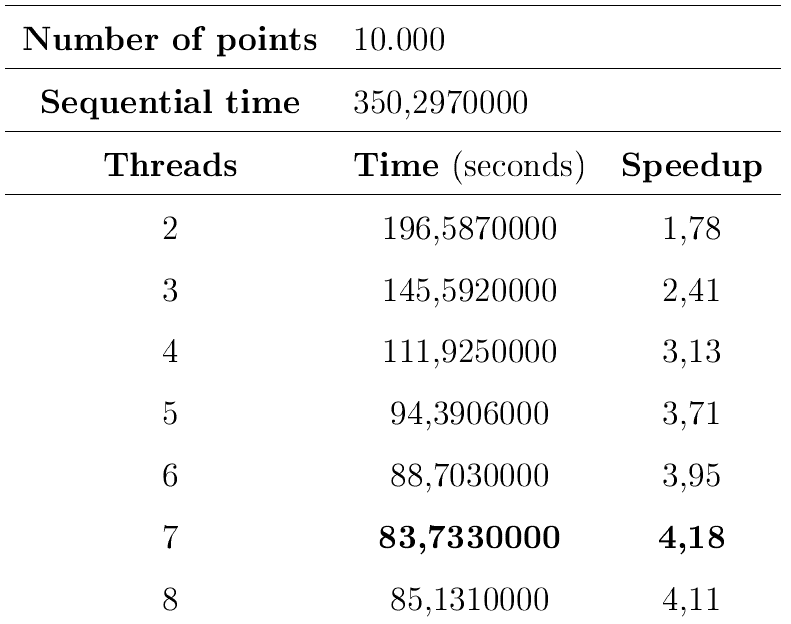 Number of points 10.000
Sequential time 350,2970000
Threads Time (seconds) Speedup
2 196,5870000 1,78
3 145,5920000 2,41
4 111,9250000 3,13
5 94,3906000 3,71
6 88,7030000 3,95
7 83,7330000 4,18
8 85,1310000 4,11